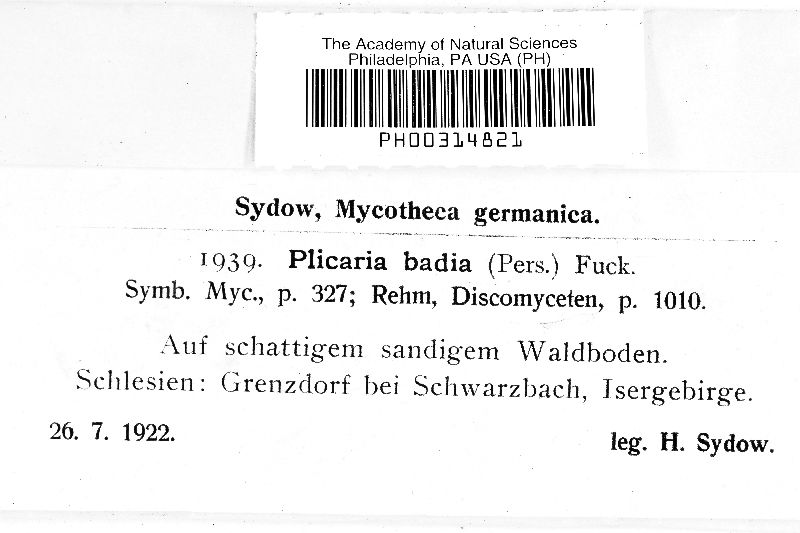 The Academy of Natural Sciences
Philadelphia, PA USA (PH)
PH00314821
Sydow, Mycotheca germanica.
1939. Plicaria badia (Pers.) Fuck.
Symb. Myc., p. 327; Rehm, Discomyceten, p. 1010.
Auf schattigem sandigem Waldboden.
Schlesien: Grenzdorf bei Schwarzbach, Isergebirge.
26. 7. 1922. leg. H. Sydow.